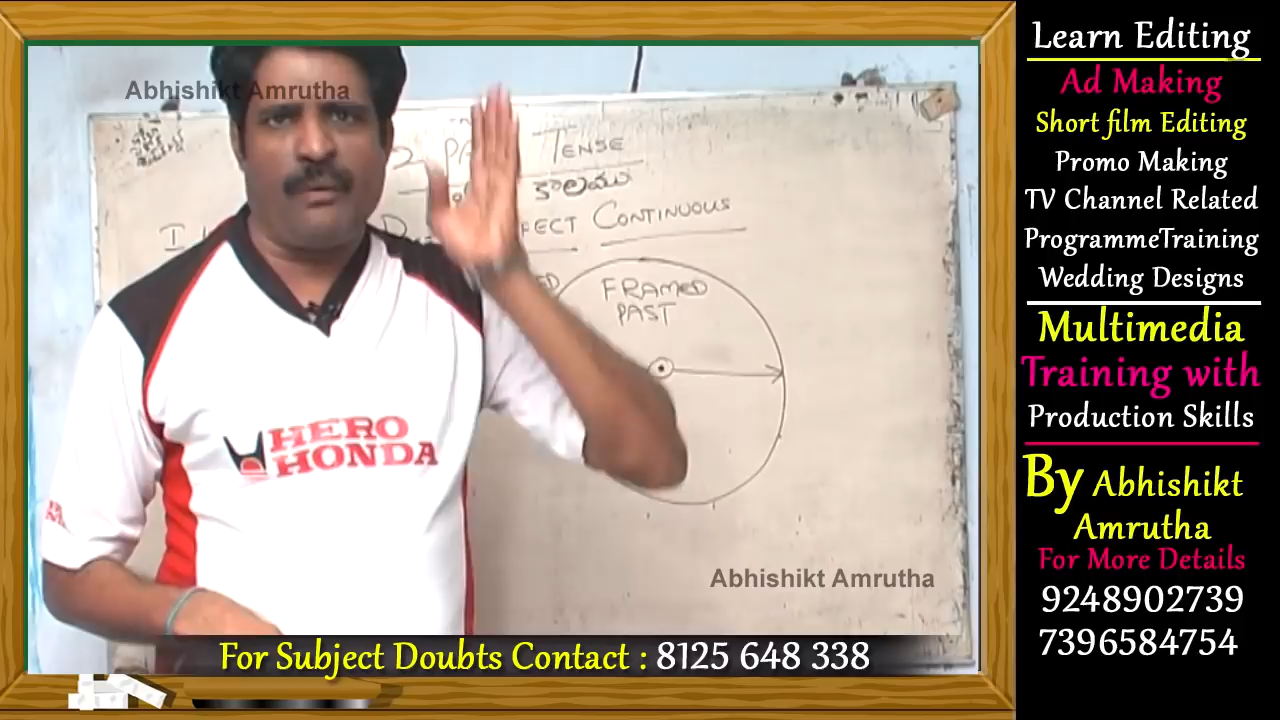 Abhishikt Amrutha
TENSE
కాలము
CONTINUOUS
FRAMED
PAST
HERO
HONDA
Abhishikt Amrutha
For Subject Doubts Contact : 8125 648 338
Learn Editing
Ad Making
Short film Editing
Promo Making
TV Channel Related
ProgrammeTraining
Wedding Designs
Multimedia
Training with
Production Skills
By Abhishikt
Amrutha
For More Details
9248902739
7396584754